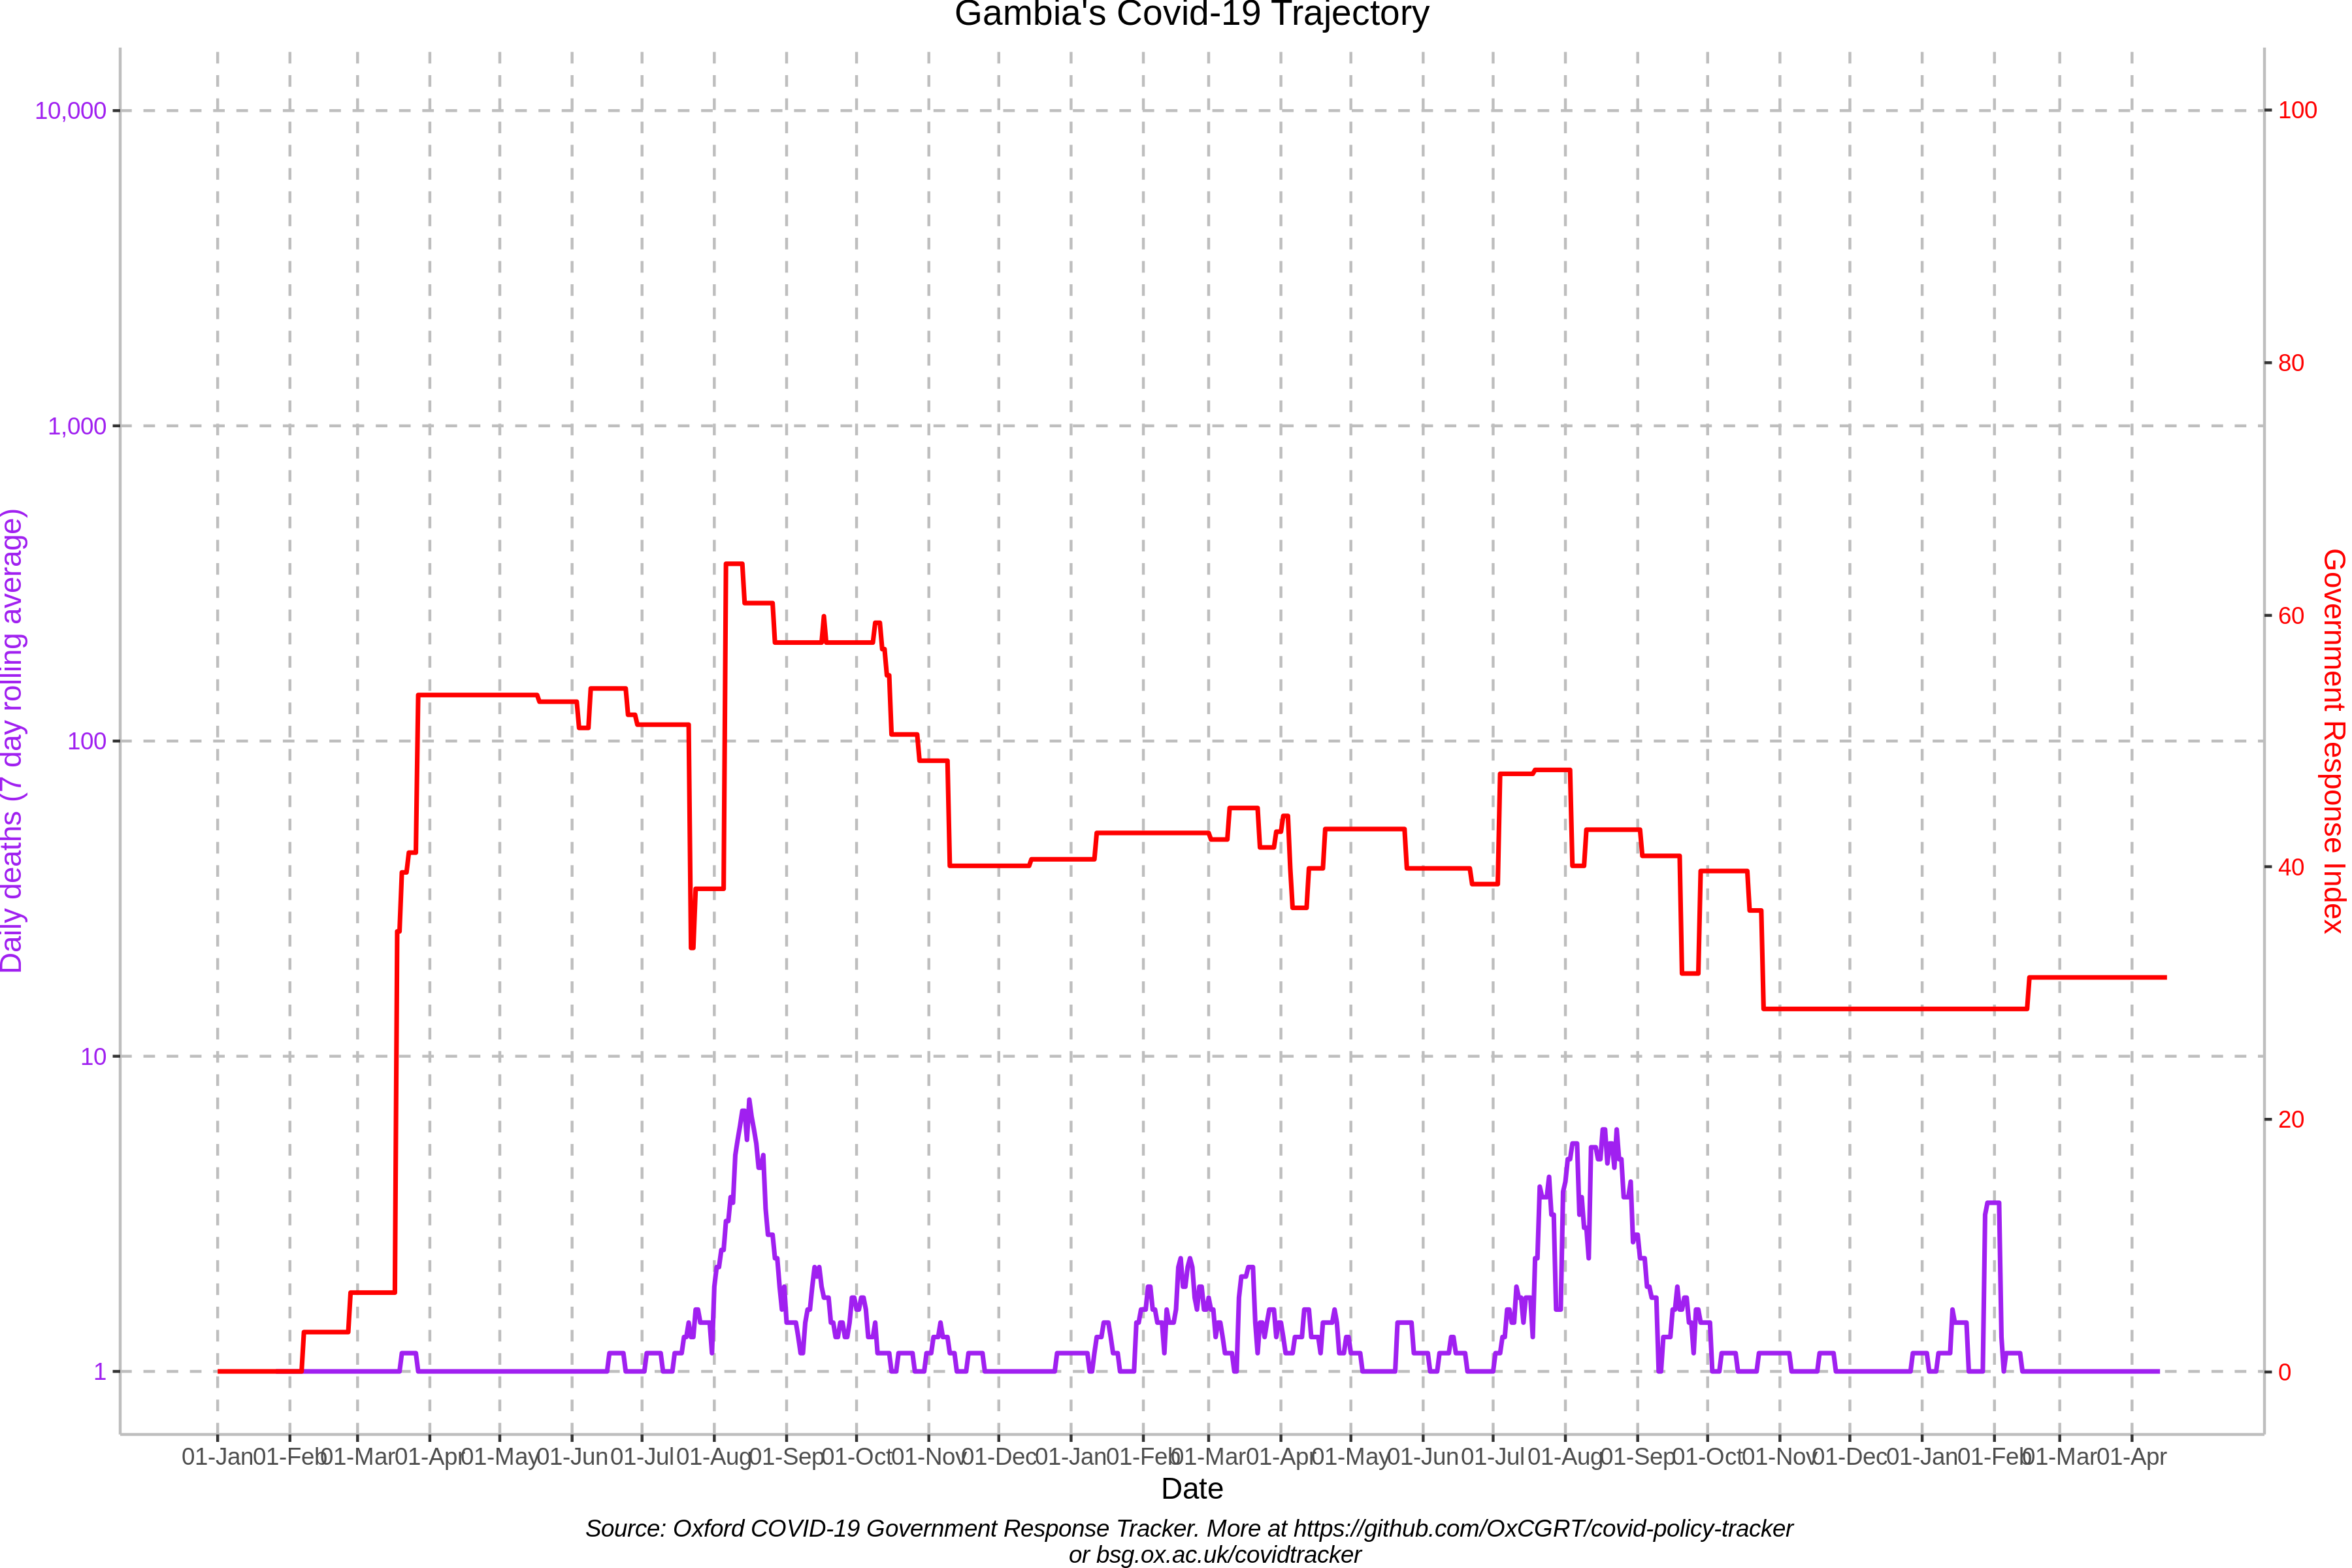 Gambia's Covid-19 Trajectory
10,000
1,000
100
10
1
Daily deaths (7 day rolling average)
100
80
60
40
20
0
Government Response Index
01-Jan 01-Feb 01-Mar 01-Apr 01-May 01-Jun 01-Jul 01-Aug 01-Sep 01-Oct 01-Nov 01-Dec 01-Jan 01-Feb 01-Mar 01-Apr 01-May 01-Jun 01-Jul 01-Aug 01-Sep 01-Oct 01-Nov 01-Dec 01-Jan 01-Feb 01-Mar 01-Apr
Date
Source: Oxford COVID-19 Government Response Tracker. More at https://github.com/OxCGRT/covid-policy-tracker
or bsg.ox.ac.uk/covidtracker